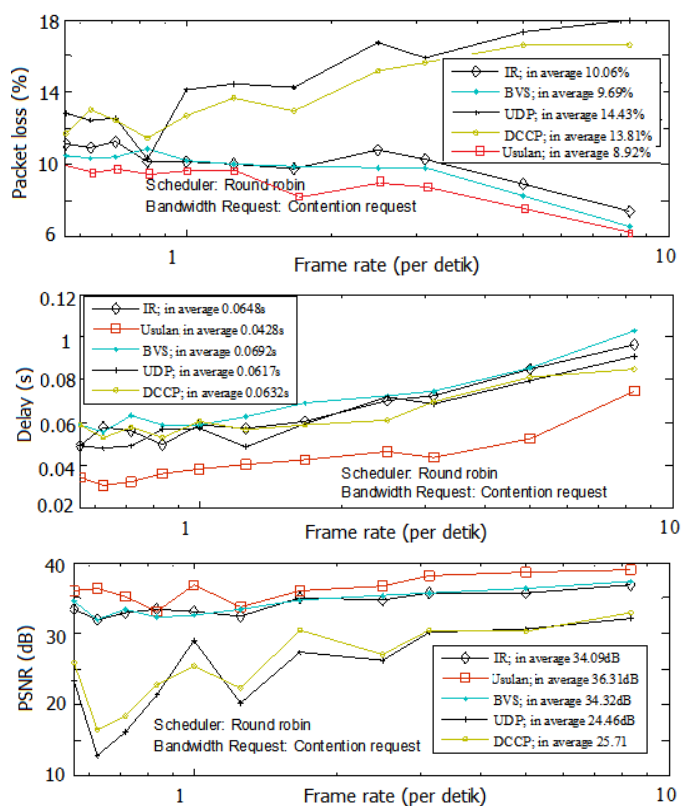 18
14
10
6
Packet loss (%)
IR; in average 10.06%
BVS; in average 9.69%
UDP; in average 14.43%
DCCP; in average 13.81%
Usulan; in average 8.92%
Scheduler: Round robin
Bandwidth Request: Contention request
1
10
Frame rate (per detik)
0.12
1
0.08
0.06
0.04
0.02
Delay (s)
IR; in average 0.0648s
Usulan in average 0.0428s
BVS; in average 0.0692s
UDP; in average 0.0617s
DCCP; in average 0.0632s
Scheduler: Round robin
Bandwidth Request: Contention request
1
10
Frame rate (per detik)
40
30
20
10
PSNR (dB)
IR; in average 34.09dB
Usulan; in average 36.31dB
BVS; in average 34.32dB
UDP; in average 24.46dB
DCCP; in average 25.71
Scheduler: Round robin
Bandwidth Request: Contention request
1
10
Frame rate (per detik)